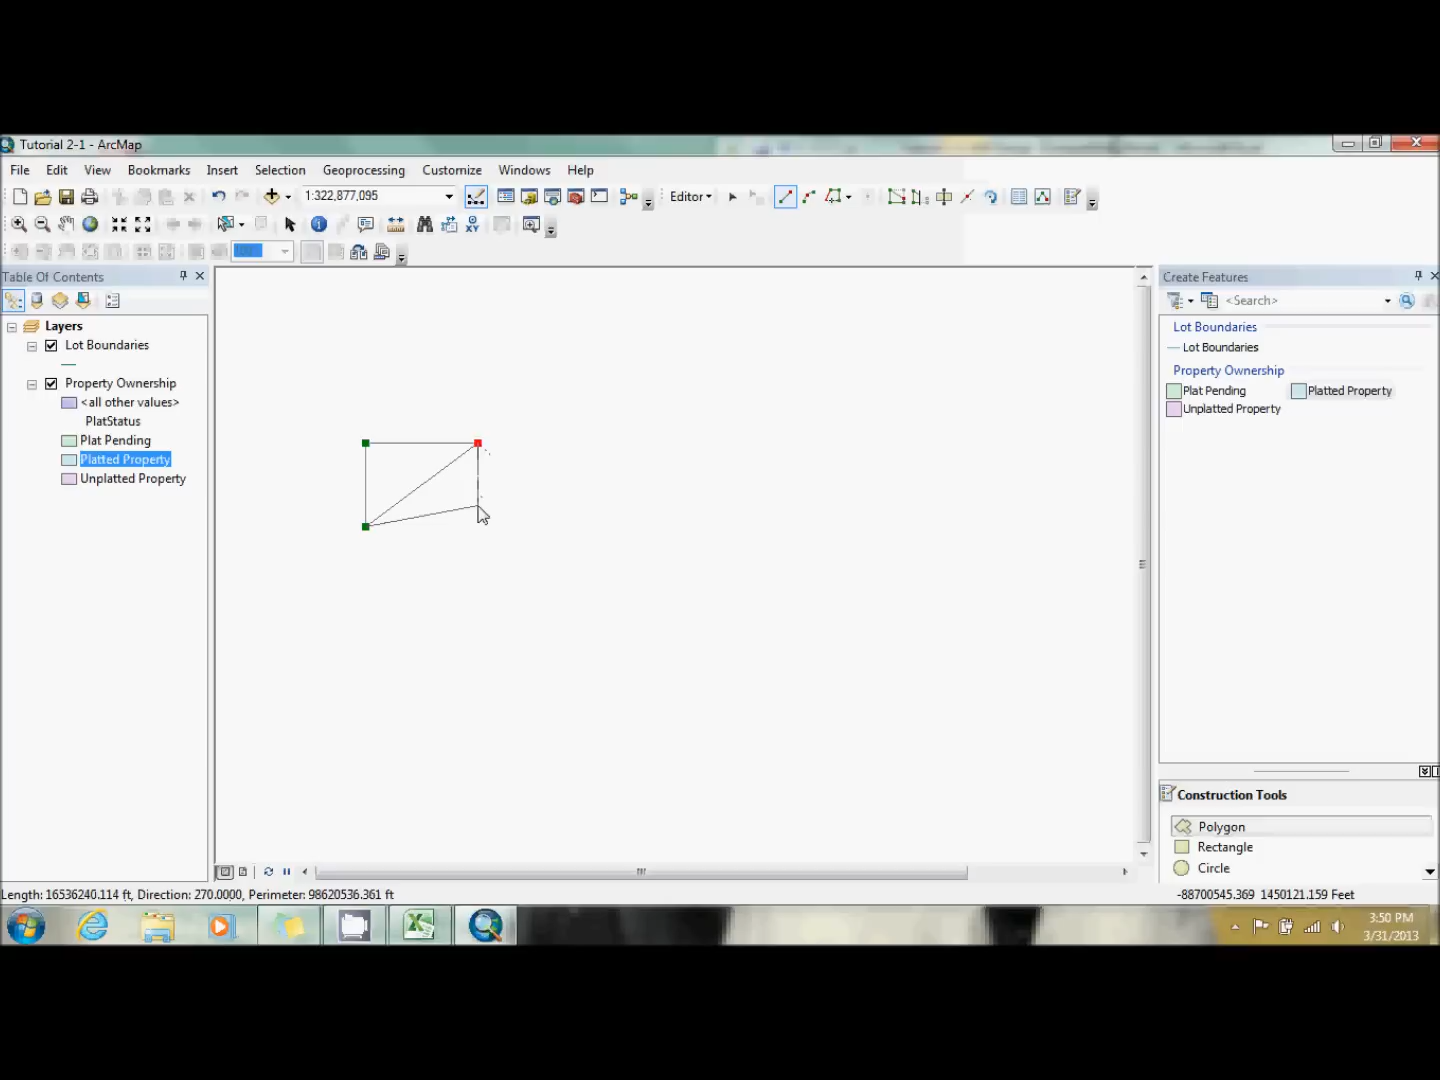 Tutorial 2-1 - ArcMap
File Edit View Bookmarks Insert Selection Geoprocessing Customize Windows Help
1:322,877,095
Editor
Table Of Contents
Create Features
<Search>
Layers
Lot Boundaries
Property Ownership
<all other values>
PlatStatus
Plat Pending
Platted Property
Unplatted Property
Lot Boundaries
Lot Boundaries
Property Ownership
Plat Pending Platted Property
Unplatted Property
Construction Tools
Polygon
Rectangle
Circle
Length: 16536240.114 ft, Direction: 270.0000, Perimeter: 98620536.361 ft
-88700545.369 1450121.159 Feet
3:50 PM
3/31/2013